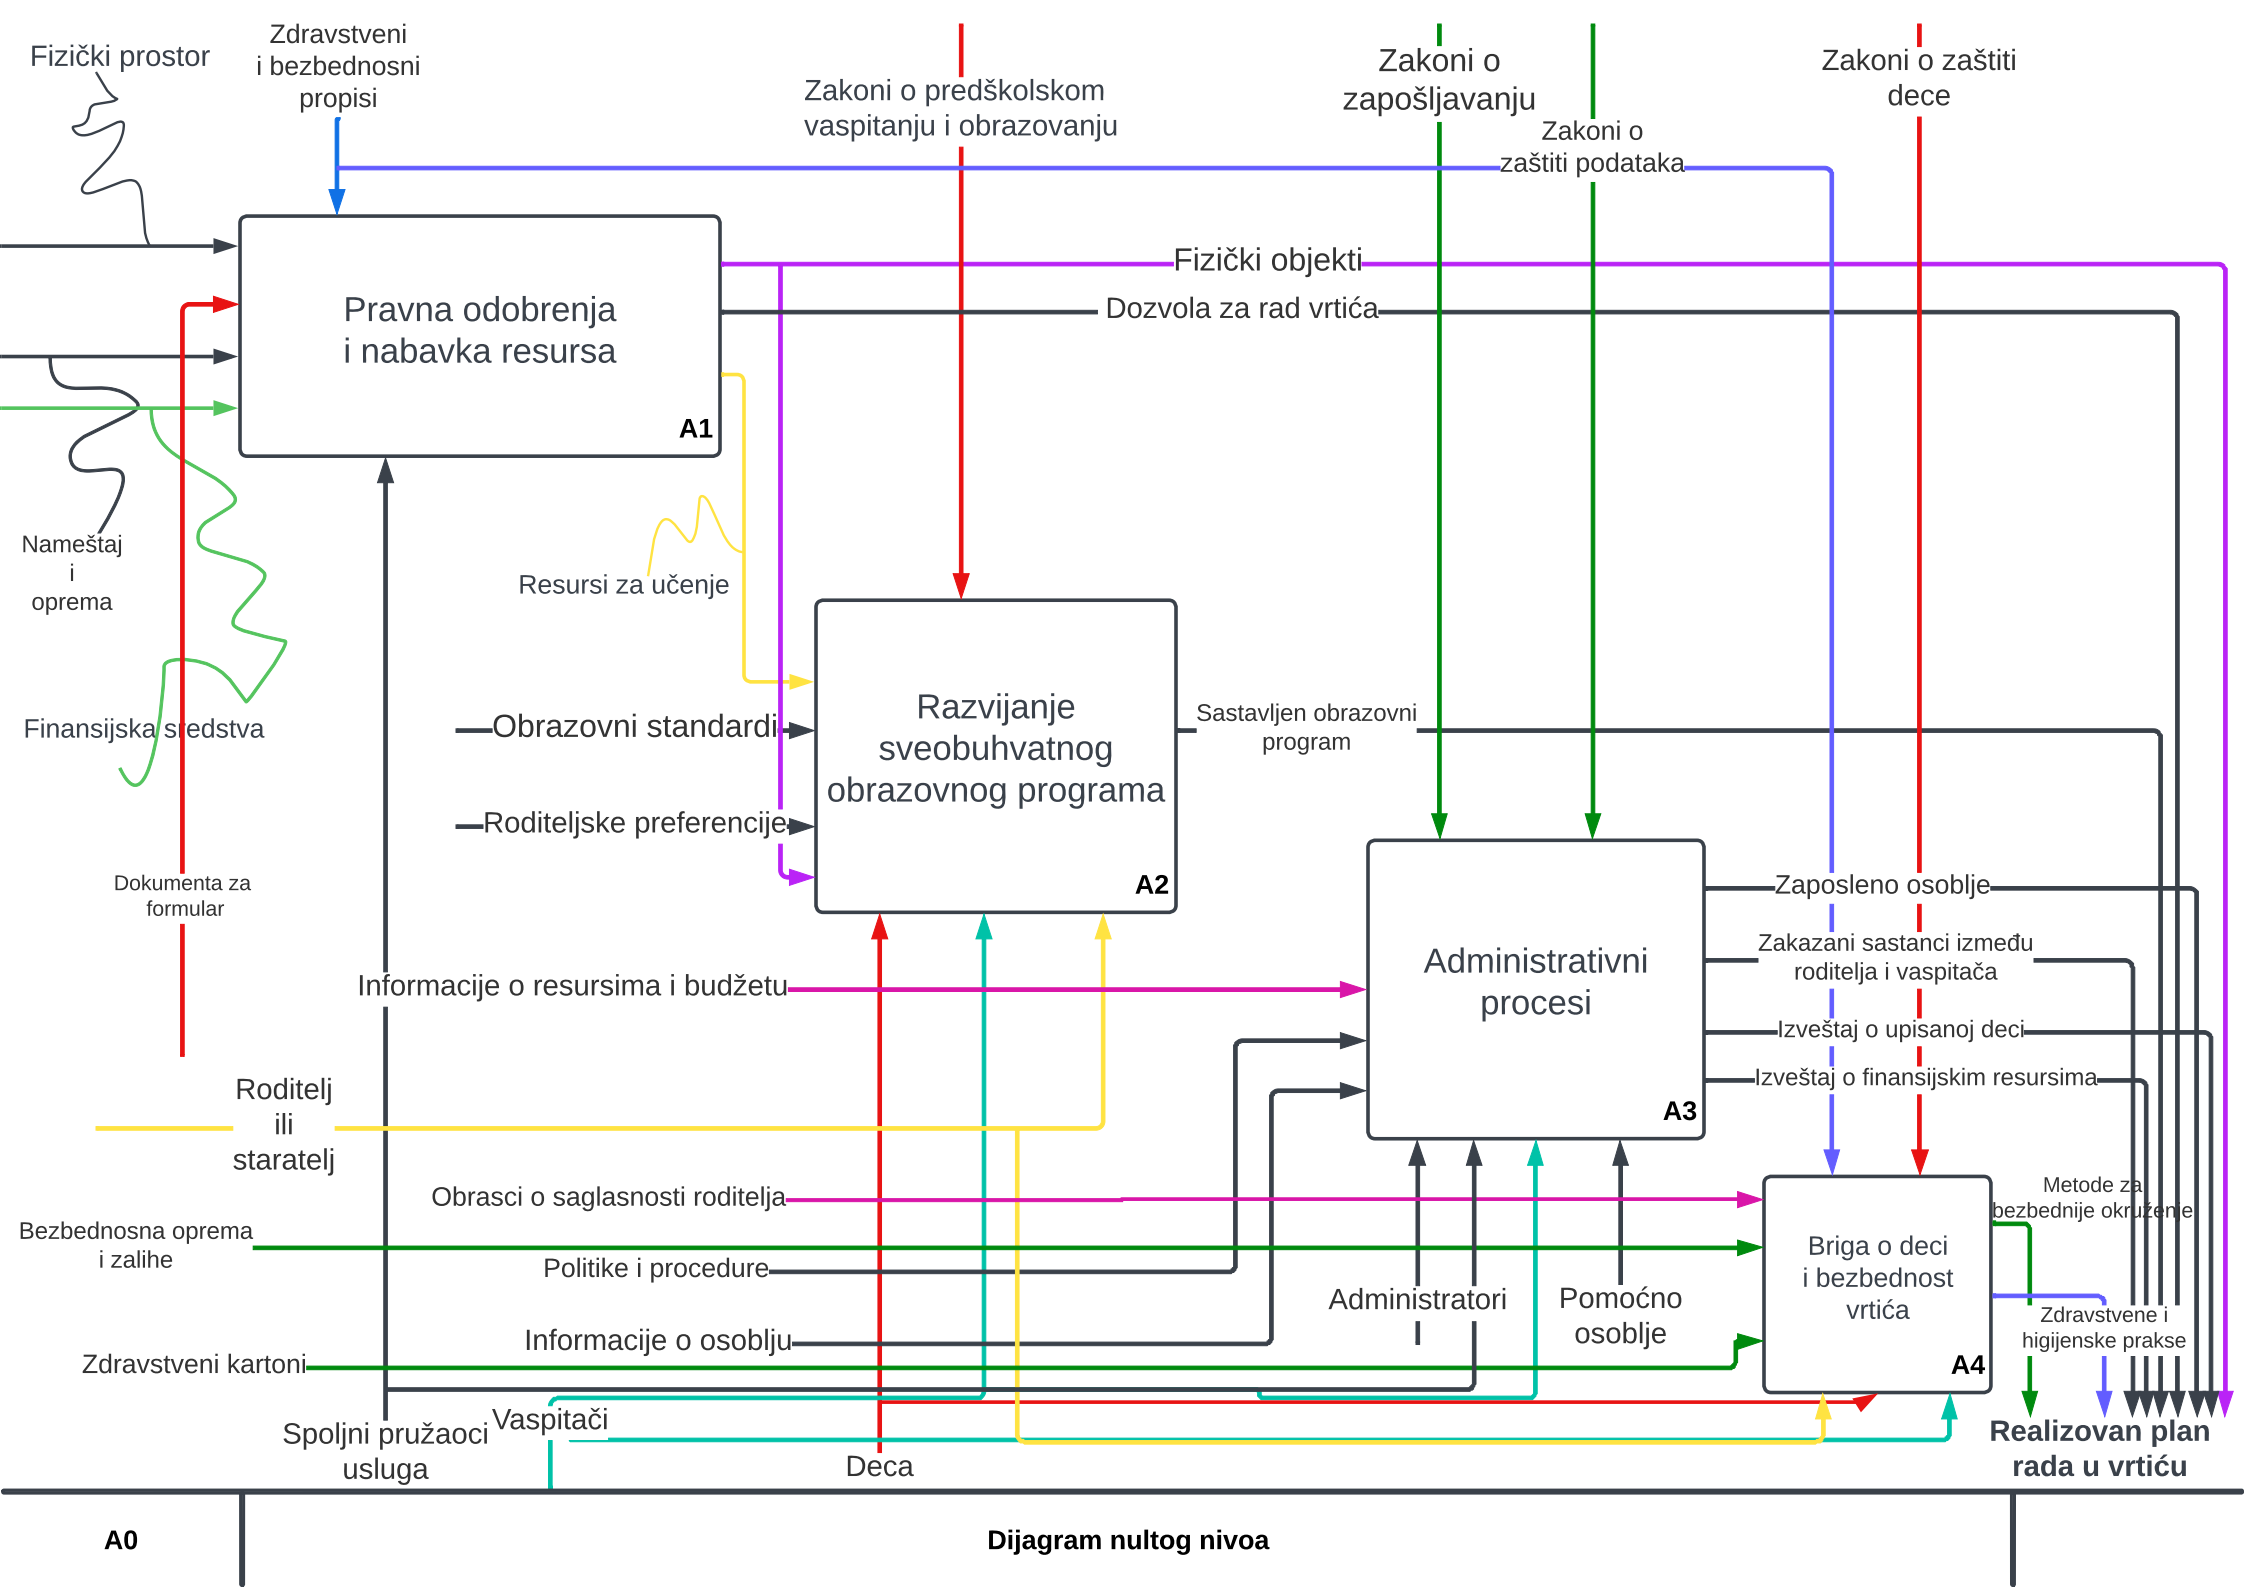 Fizički prostor
Zdravstveni
i bezbednosni
propisi
Zakoni o predškolskom
vaspitanju i obrazovanju
Zakoni o
zapošljavanju
Zakoni o
zaštiti podataka
Zakoni o zaštiti
dece
Pravna odobrenja
i nabavka resursa
A1
Fizički objekti
Dozvola za rad vrtića
Nameštaj
i
oprema
Resursi za učenje
Finansijska sredstva
Obrazovni standardi
Roditeljske preferencije
Razvijanje
sveobuhvatnog
obrazovnog programa
A2
Sastavljen obrazovni
program
Dokumenta za
formular
Informacije o resursima i budžetu
Administrativni
procesi
A3
Zaposleno osoblje
Zakazani sastanci između
roditelja i vaspitača
Izveštaj o upisanoj deci
Izveštaj o finansijskim resursima
Roditelj
ili
staratelj
Obrasci o saglasnosti roditelja
Bezbednosna oprema
i zalihe
Politike i procedure
Informacije o osoblju
Zdravstveni kartoni
Administratori
Pomoćno
osoblje
Briga o deci
i bezbednost
vrtića
A4
Metode za
bezbednije okruženje
Zdravstvene i
higijenske prakse
Spoljni pružaoci
usluga
Vaspitači
Deca
Realizovan plan
rada u vrtiću
A0
Dijagram nultog nivoa